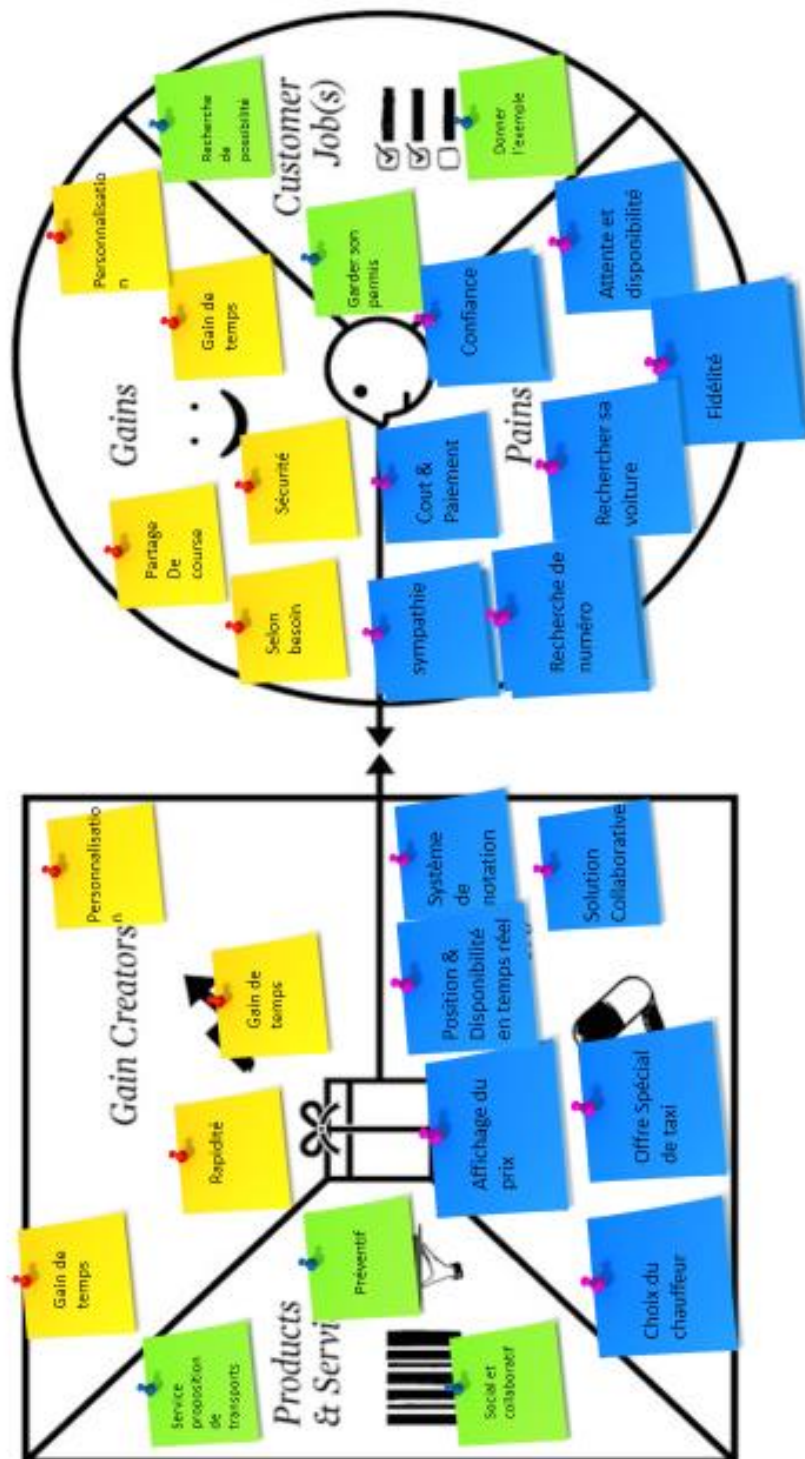 Gain Creators
Personnalisatio
n
Gain de
temps
Rapidité
Gain de
temps
Products
& Servi
Service
proposition
de
transports
Préventif
Social et
collaboratif
Système
de
notation
Position &
Disponibilité
en temps réel
Solution
Collaborative
Affichage du
prix
Offre Spécial
de taxi
Choix du
chauffeur
Gains
Personnalisatio
n
Gain de
temps
Partage
De
course
Sécurité
Selon
besoin
Customer
Job(s)
Recherche
de
possibilité
Garder son
permis
Donner
l'exemple
Pains
Confiance
Attente et
disponibilité
Cout &
Paiement
Fidélité
sympathie
Rechercher sa
voiture
Recherche de
numéro